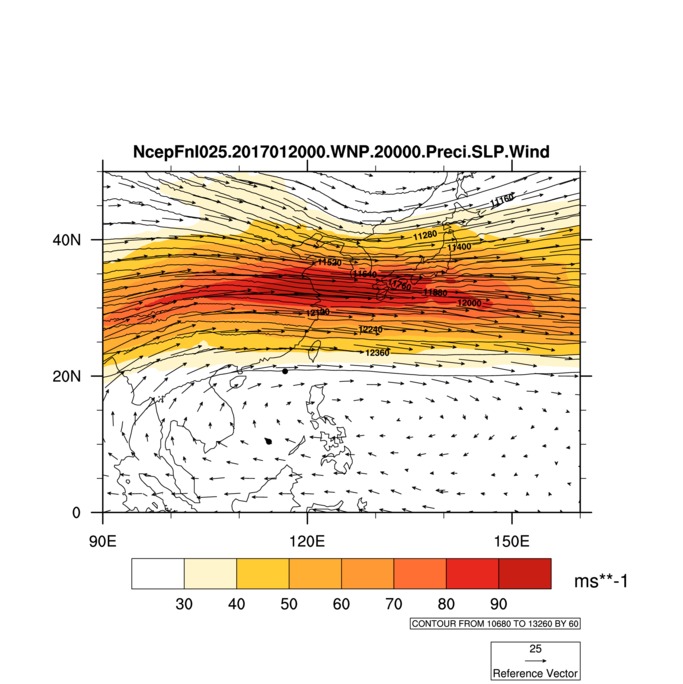 NcepFnl025.2017012000.WNP.20000.Preci.SLP.Wind
11160
11280
11400
11520
11640
11760
11880
12000
12120
12240
12360
40N
20N
0
90E 120E 150E
30 40 50 60 70 80 90
ms**-1
CONTOUR FROM 10680 TO 13260 BY 60
25
Reference Vector